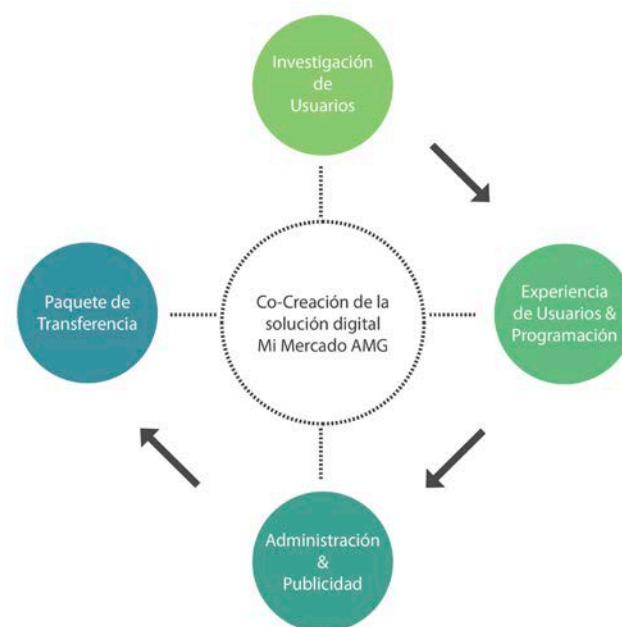 Investigación
de
Usuarios
Paquete de
Transferencia
Co-Creación de la
solución digital
Mi Mercado AMG
Experiencia
de Usuarios &
Programación
Administración
&
Publicidad